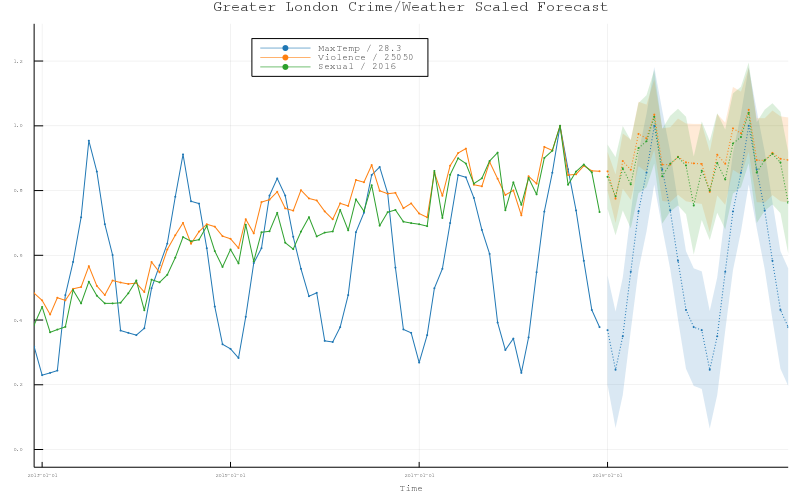 Greater London Crime/Weather Scaled Forecast
MaxTemp / 28.3
Violence / 25050
Sexual / 2016
1.2
1.0
0.8
0.6
0.4
0.2
0.0
Time